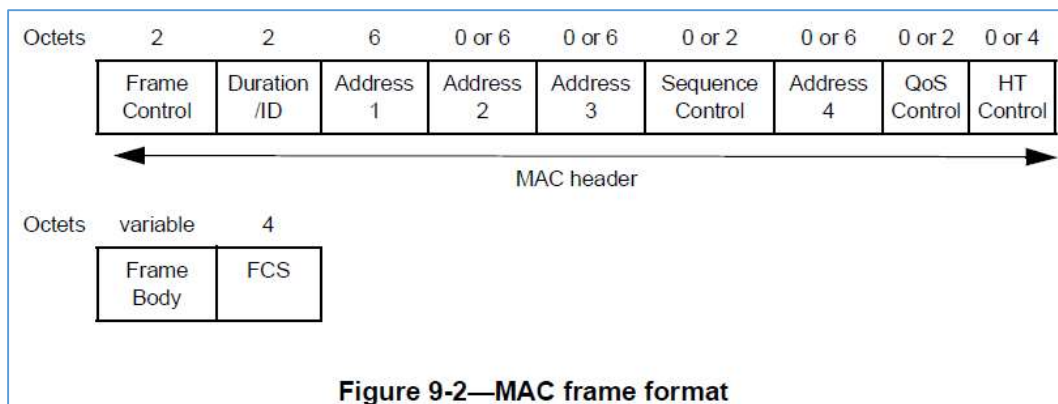 Octets 2 2 6 0 or 6 0 or 6 0 or 2 0 or 6 0 or 2 0 or 4
Frame Duration Address Address Address Sequence Address QoS HT
Control /ID 1 2 3 Control 4 Control Control
MAC header
Octets variable 4
Frame FCS
Body
Figure 9-2—MAC frame format